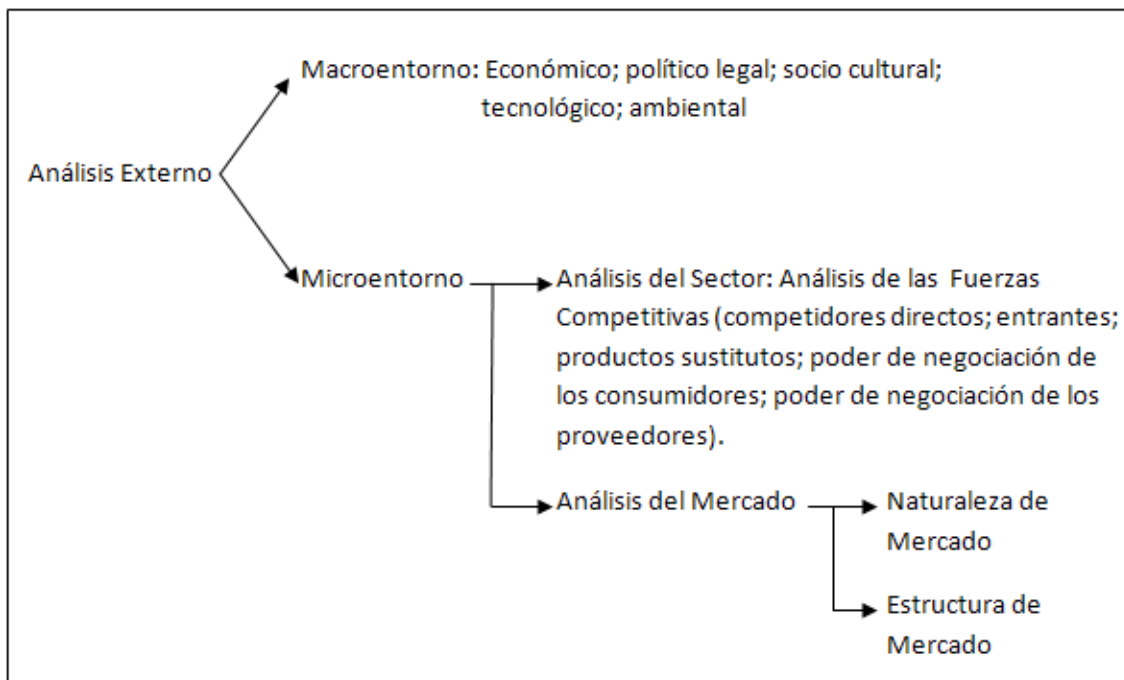 Macroentorno: Económico; político legal; socio cultural;
tecnológico; ambiental
Análisis Externo
Microentorno
Análisis del Sector: Análisis de las Fuerzas
Competitivas (competidores directos; entrantes;
productos sustitutos; poder de negociación de
los consumidores; poder de negociación de los
proveedores).
Análisis del Mercado
Naturaleza de
Mercado
Estructura de
Mercado